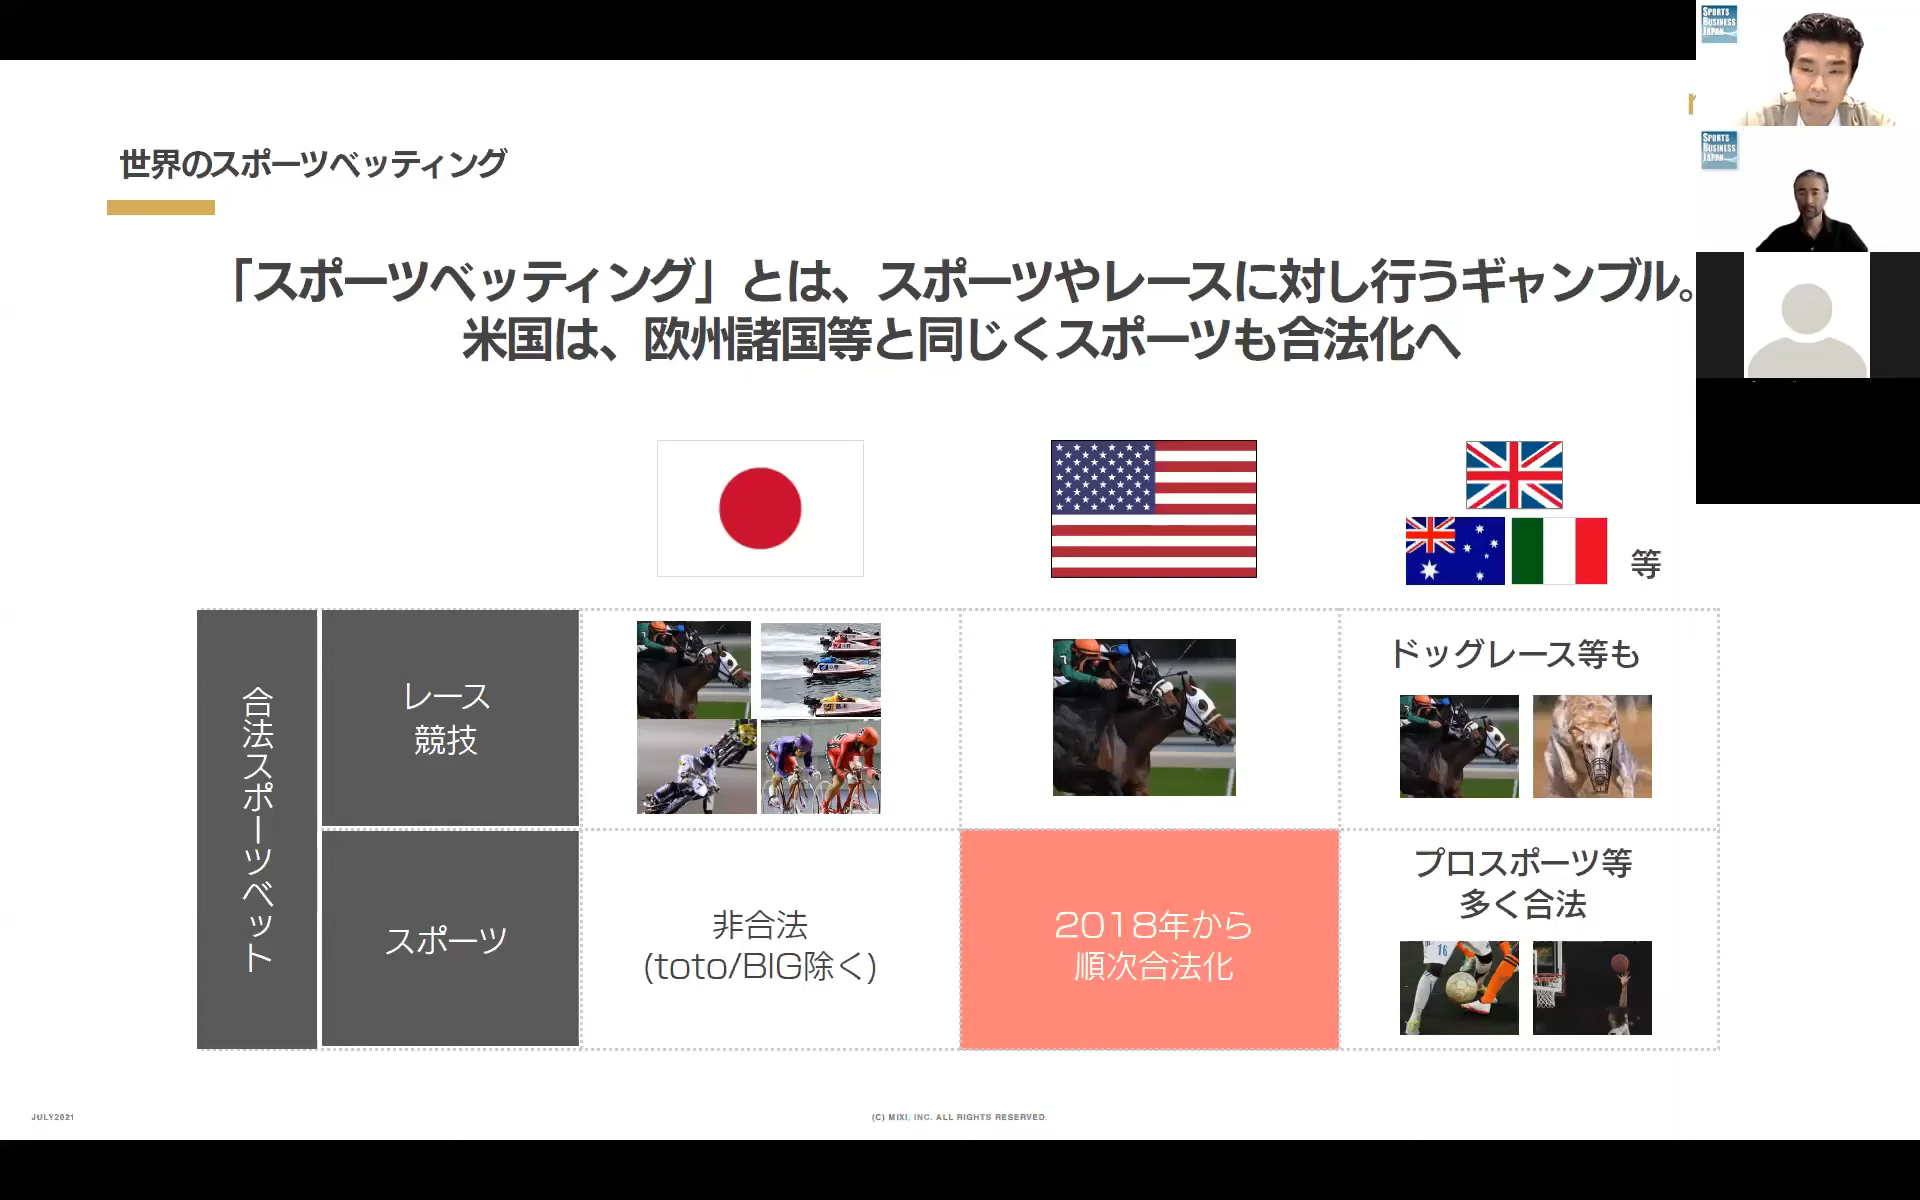 世界のスポーツベッティング
「スポーツベッティング」とは、スポーツやレースに対し行うギャンブル。
米国は、欧州諸国等と同じくスポーツも合法化へ
等
合法スポーツベット
レース
競技
ドッグレース等も
スポーツ
非合法
(toto/BIG除く)
2018年から
順次合法化
プロスポーツ等
多く合法
16
JULY2021
(C) MIXI, INC. ALL RIGHTS RESERVED.
SPORTS
BUSINESS
JAPAN
SPORTS
BUSINESS
JAPAN